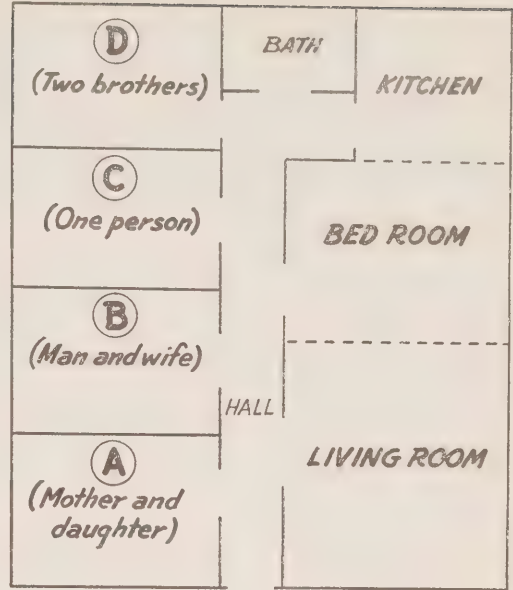 D
(Two brothers)
BATH
KITCHEN
C
(One person)
BED ROOM
B
(Man and wife)
HALL
A
(Mother and
daughter)
LIVING ROOM